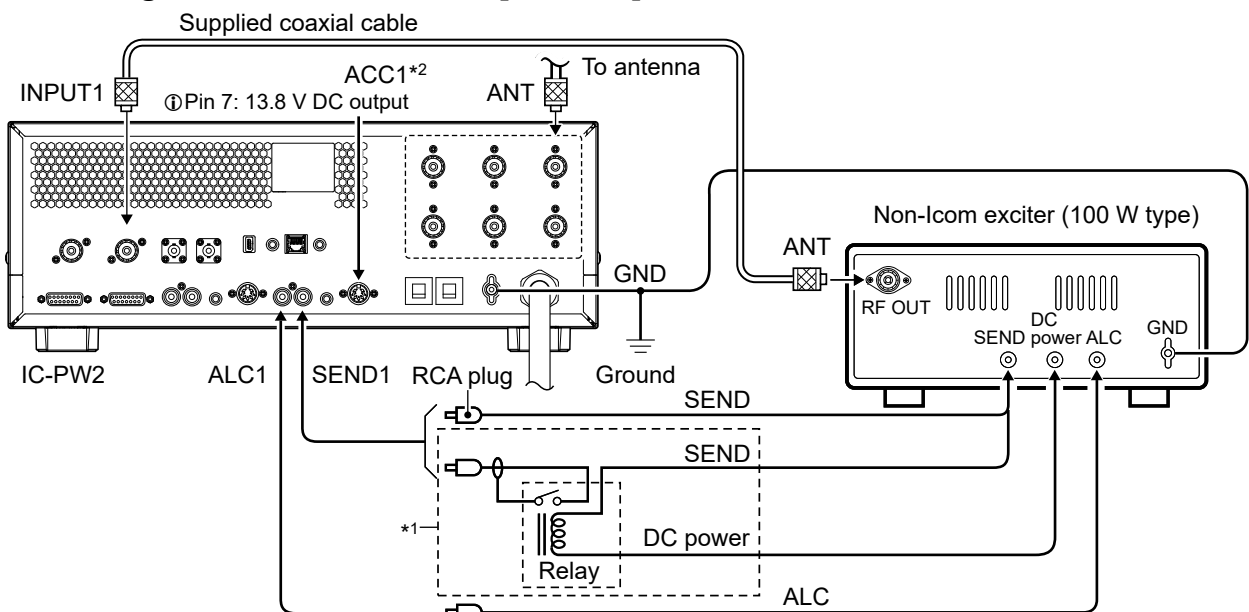 Supplied coaxial cable
INPUT1
ACC1*2
ⓘPin 7: 13.8 V DC output
ANT
To antenna
Non-Icom exciter (100 W type)
ANT
GND
RF OUT
DC
SEND power ALC
GND
IC-PW2
ALC1
SEND1
RCA plug
Ground
SEND
SEND
*1
DC power
Relay
ALC